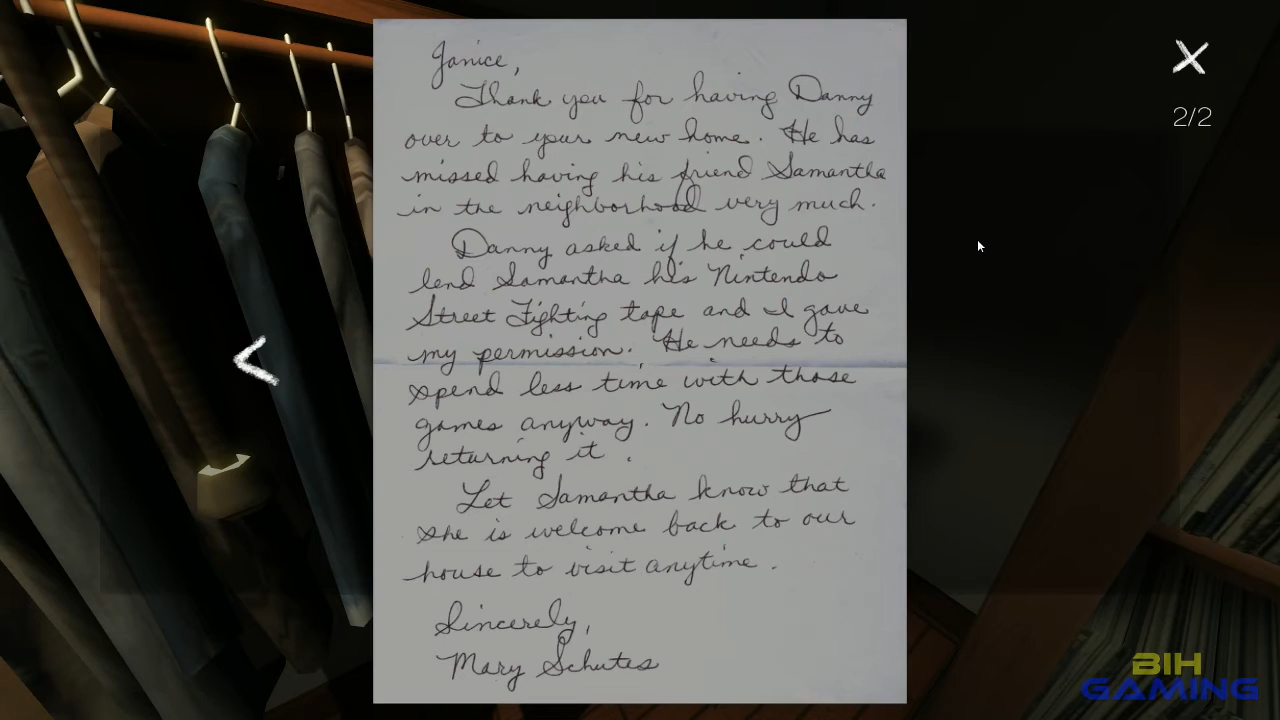 Janice,
Thank you for having Danny
over to your new home. He has
missed having his friend Samantha
in the neighborhood very much.
Danny asked if he could
lend Samantha his Nintendo
Street Fighting tape and I gave
my permission. He needs to
spend less time with those
games anyway. No hurry
returning it.
Let Samantha know that
she is welcome back to our
house to visit anytime.
Sincerely,
Mary Schutes
2/2
BIH
GAMING